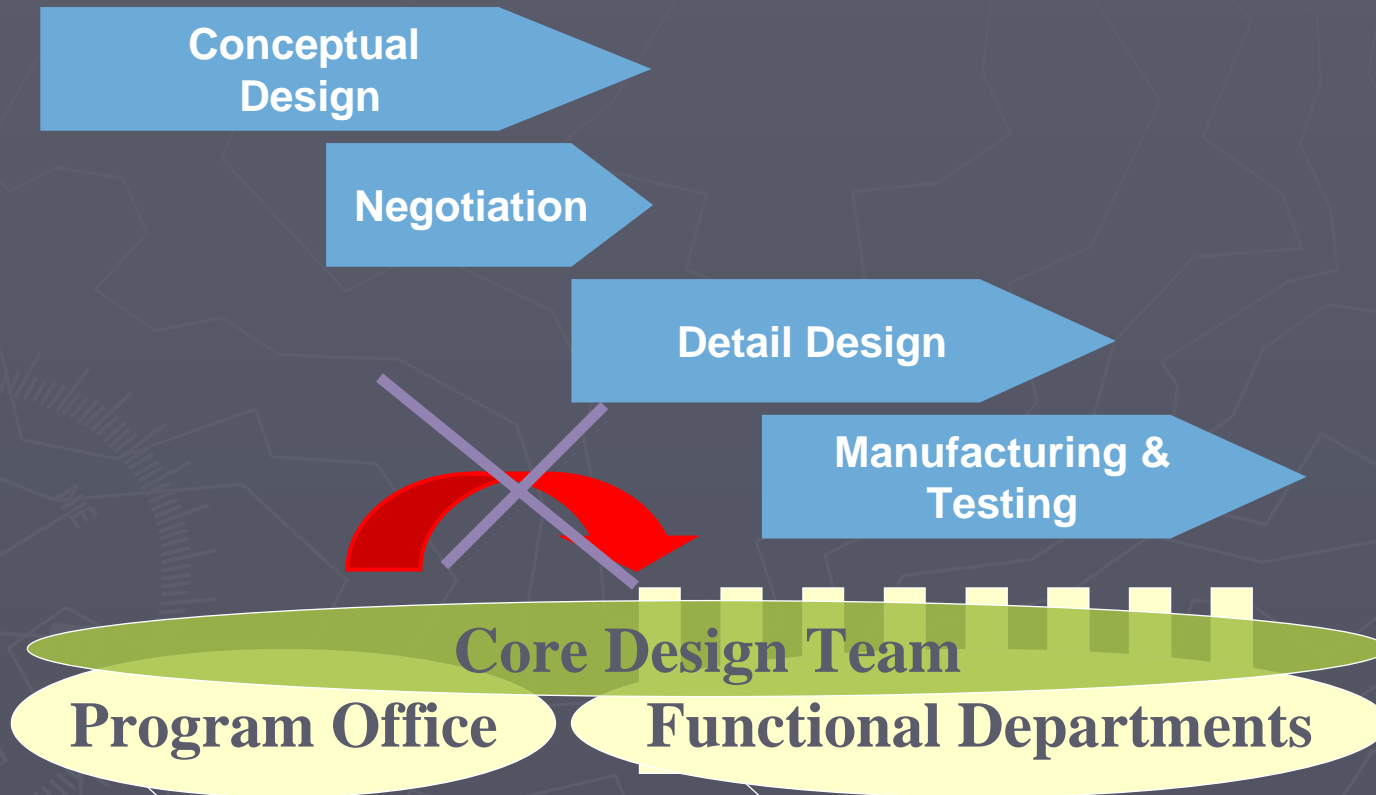 Conceptual
Design
Negotiation
Detail Design
Manufacturing &
Testing
Core Design Team
Program Office
Functional Departments